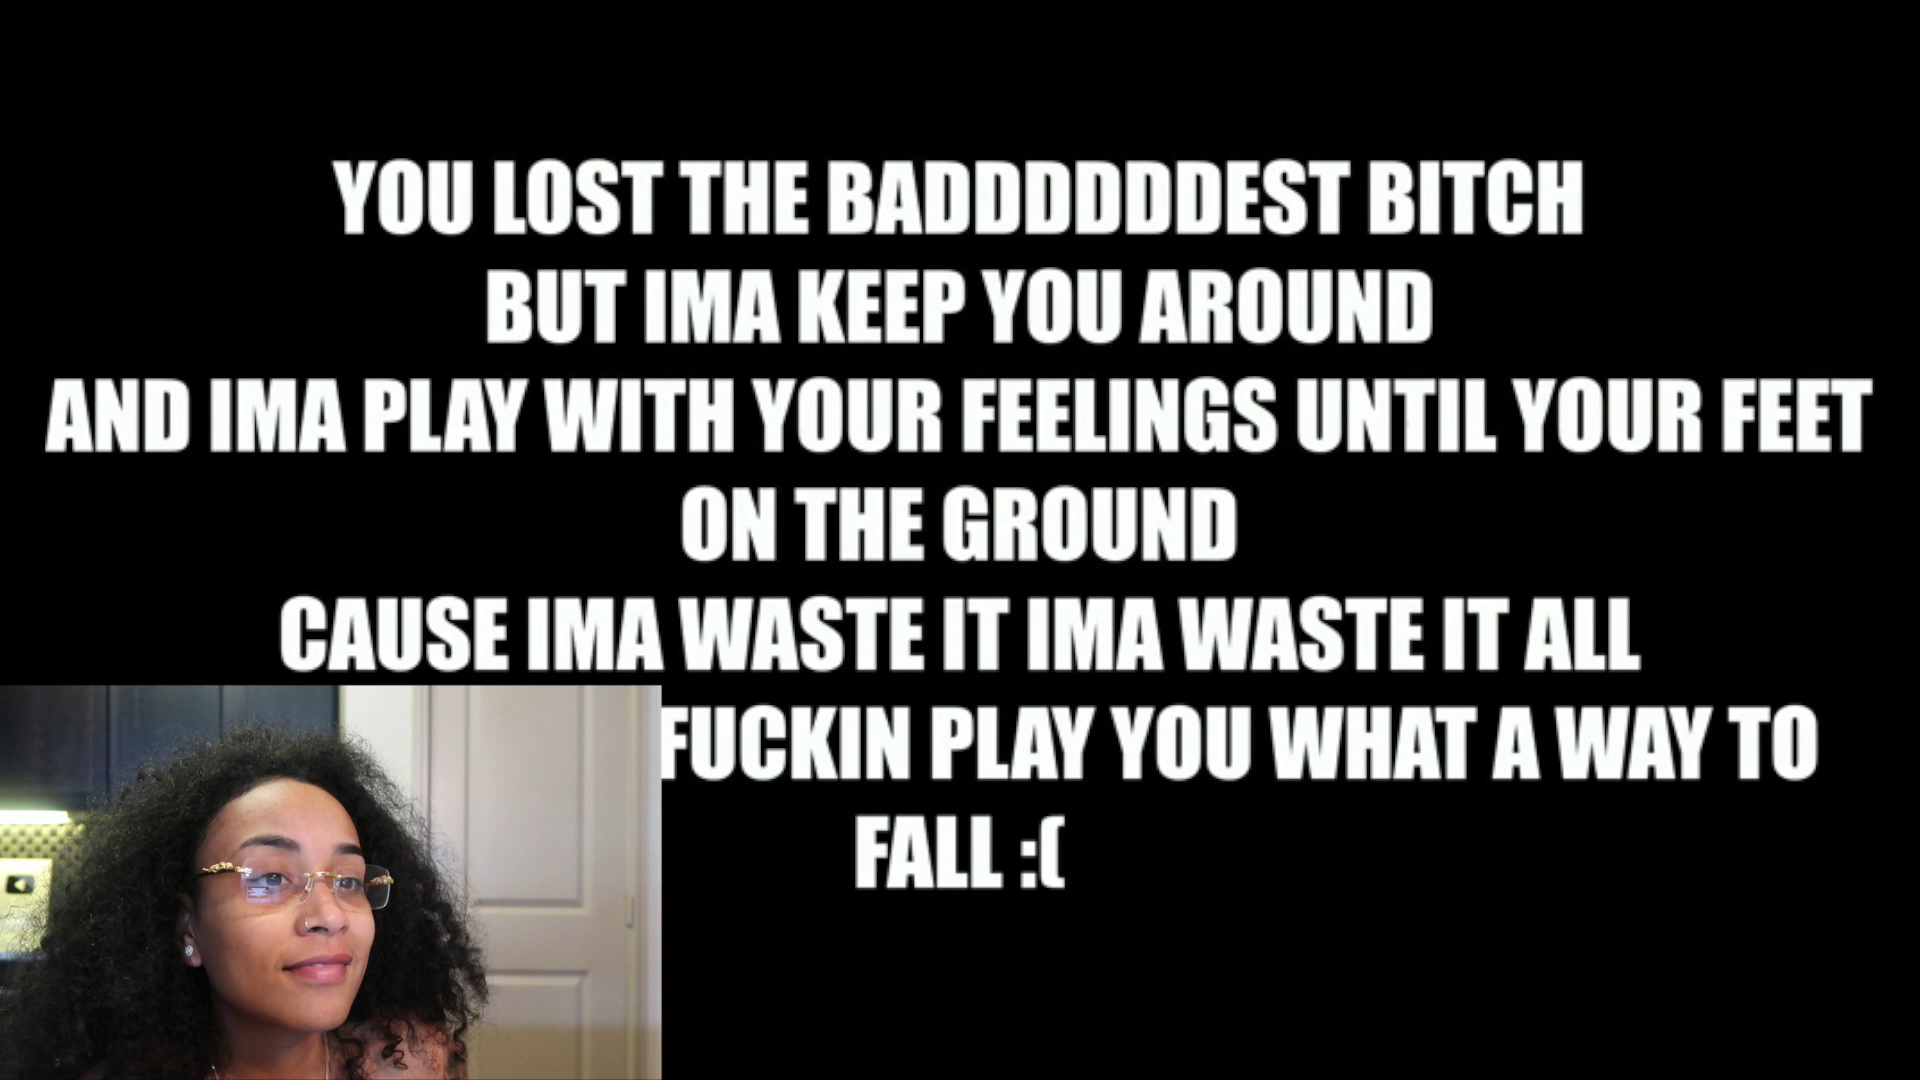 YOU LOST THE BADDDDDDDEST BITCH
BUT IMA KEEP YOU AROUND
AND IMA PLAY WITH YOUR FEELINGS UNTIL YOUR FEET
ON THE GROUND
CAUSE IMA WASTE IT IMA WASTE IT ALL
FUCKIN PLAY YOU WHAT A WAY TO
FALL :(